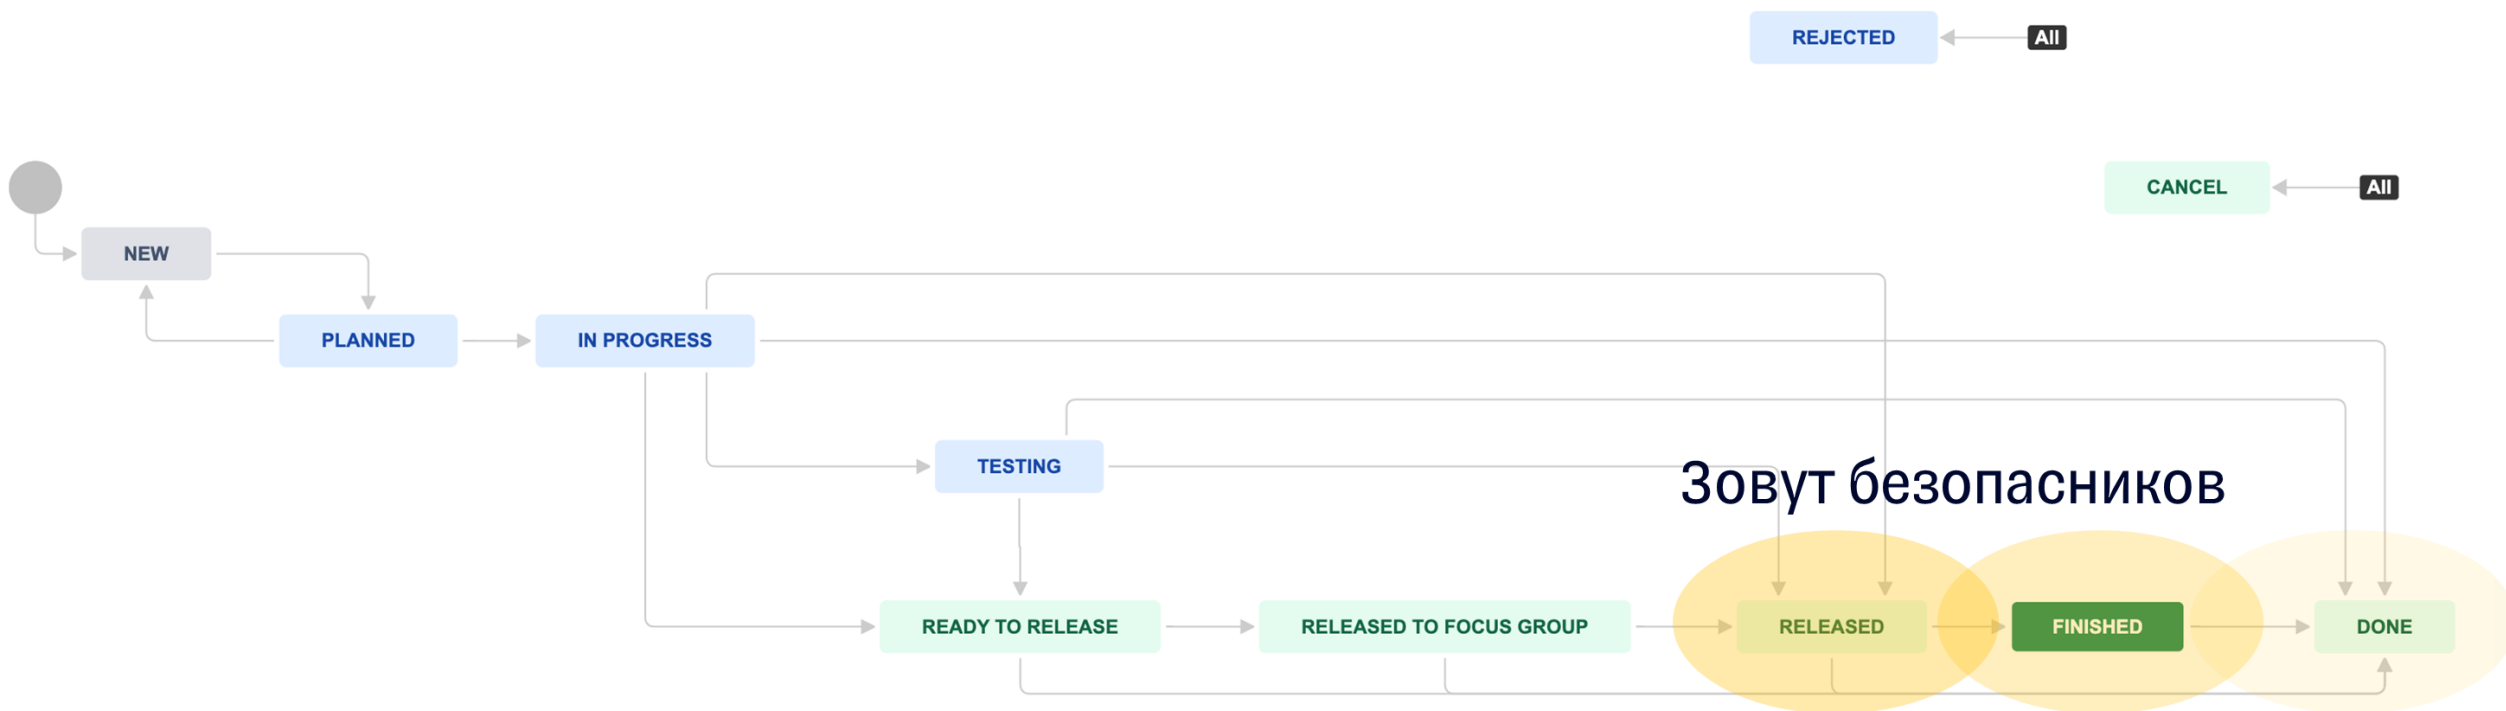 REJECTED
All
CANCEL
All
NEW
PLANNED
IN PROGRESS
TESTING
Зовут безопасников
READY TO RELEASE
RELEASED TO FOCUS GROUP
RELEASED
FINISHED
DONE